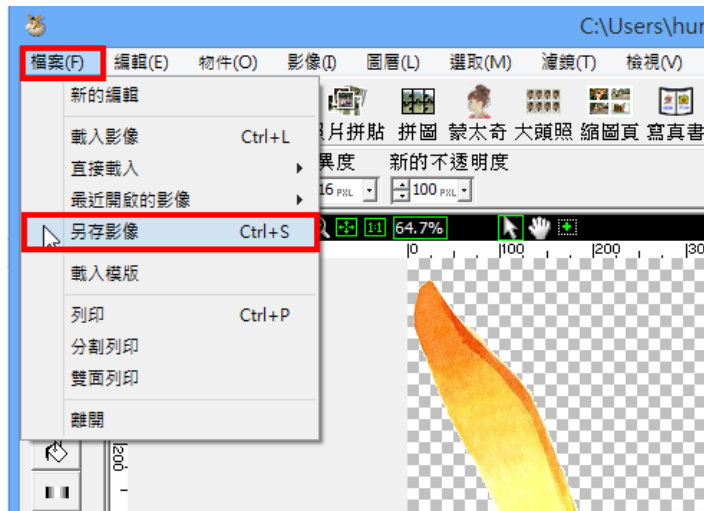 C:\Users\hur
檔案(F) 編輯(E) 物件(O) 影像(I) 圖層(L) 選取(M) 濾鏡(T) 檢視(V)
新的編輯
載入影像 Ctrl+L
直接載入
最近開啟的影像
另存影像 Ctrl+S
載入模版
列印 Ctrl+P
分割列印
雙面列印
離開
片拼貼 拼圖 蒙太奇 大頭照 縮圖頁 寫真書
異度 新的不透明度
16 PXL 100 PXL
1:1 64.7%
0 100 200 30
200